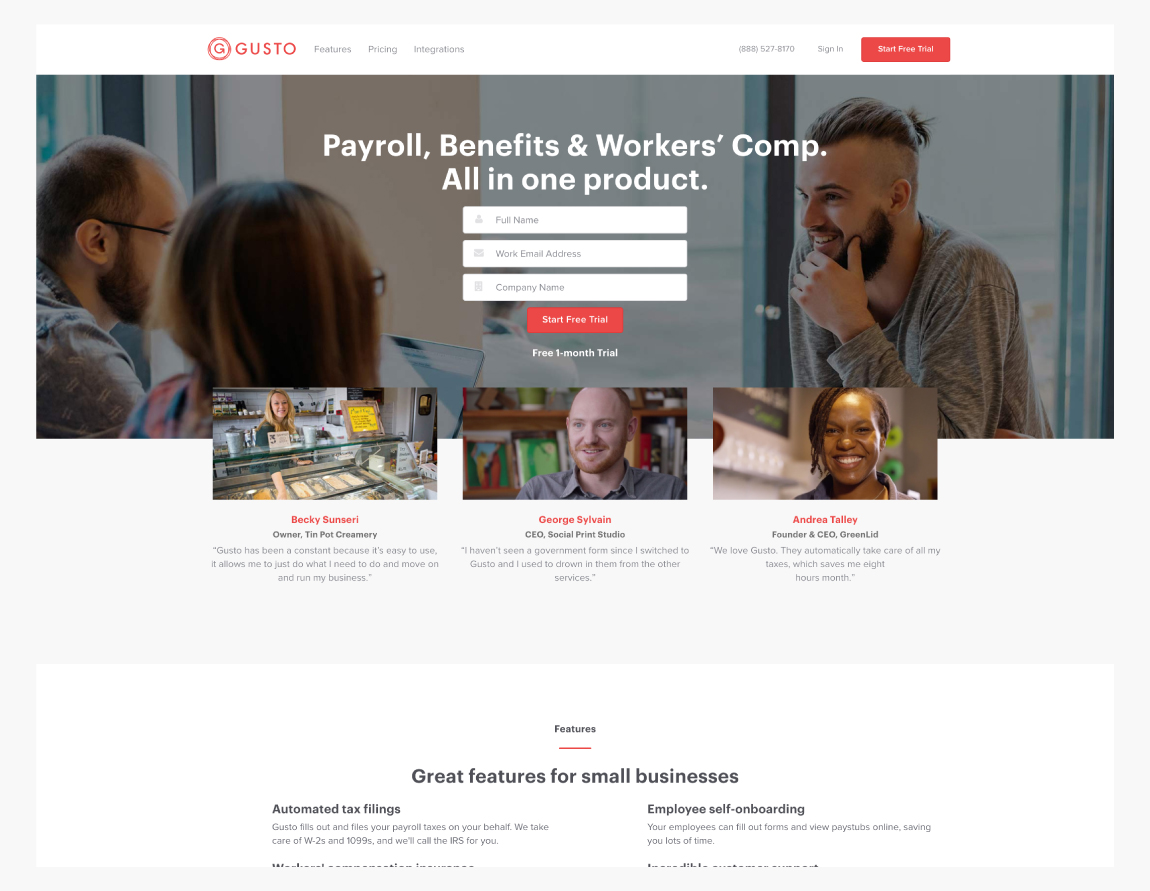 GUSTO Features Pricing Integrations (888) 527-8170 Sign In Start Free Trial
Payroll, Benefits & Workers’ Comp.
All in one product.
Full Name
Work Email Address
Company Name
Start Free Trial
Free 1-month Trial
Becky Sunseri
Owner, Tin Pot Creamery
“Gusto has been a constant because it’s easy to use,
it allows me to just do what I need to do and move on
and run my business.”
George Sylvain
CEO, Social Print Studio
“I haven’t seen a government form since I switched to
Gusto and I used to drown in them from the other
services.”
Andrea Talley
Founder & CEO, GreenLid
“We love Gusto. They automatically take care of all my
taxes, which saves me eight
hours month.”
Features
Great features for small businesses
Automated tax filings
Gusto fills out and files your payroll taxes on your behalf. We take
care of W-2s and 1099s, and we'll call the IRS for you.
Employee self-onboarding
Your employees can fill out forms and view paystubs online, saving
you lots of time.
Workers' compensation insurance
Incredible customer support